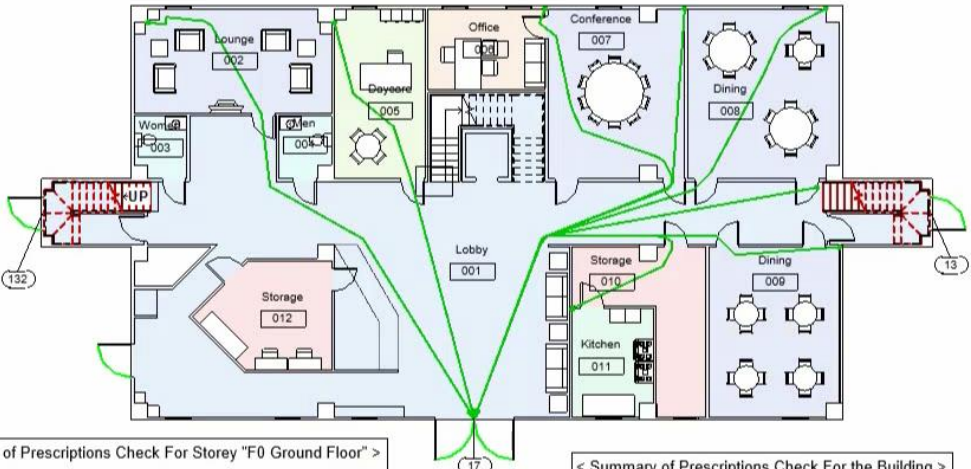 Lounge
002
Office
006
Conference
007
Daycare
005
Dining
008
Women
003
Men
004
UP
132
13
Lobby
001
Storage
010
Dining
009
Storage
012
Kitchen
011
17
of Prescriptions Check For Storey "F0 Ground Floor" >
< Summary of Prescriptions Check For the Building >